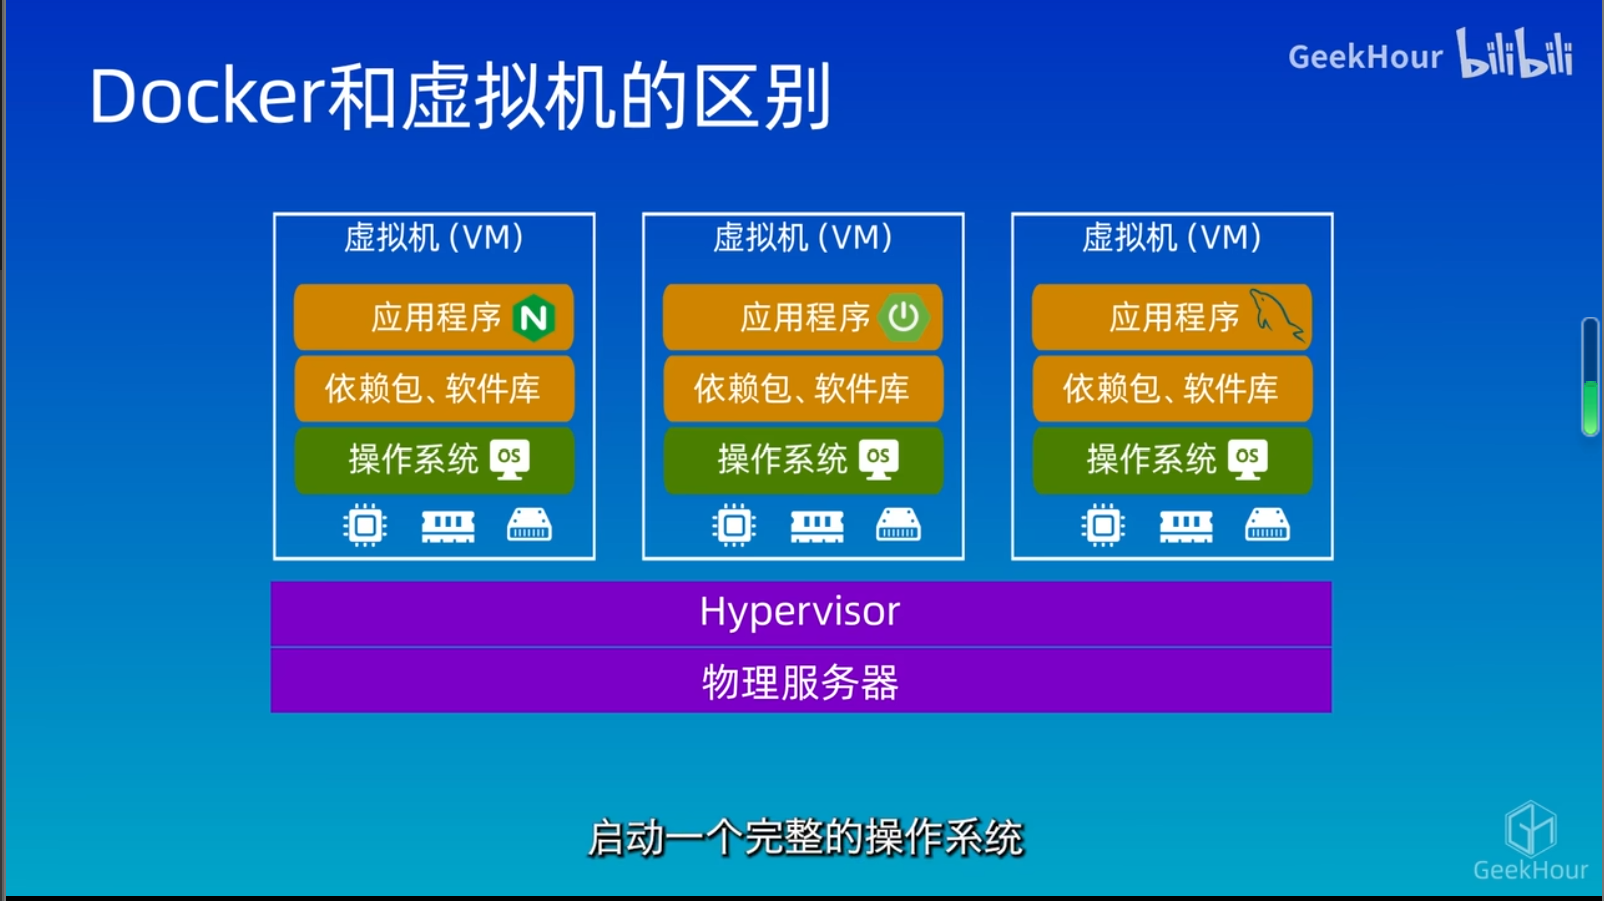 GeekHour bilibili
Docker和虚拟机的区别
虚拟机 (VM)
应用程序 N
依赖包、软件库
操作系统 OS
虚拟机 (VM)
应用程序
依赖包、软件库
操作系统 OS
虚拟机 (VM)
应用程序
依赖包、软件库
操作系统 OS
Hypervisor
物理服务器
启动一个完整的操作系统
GeekHour